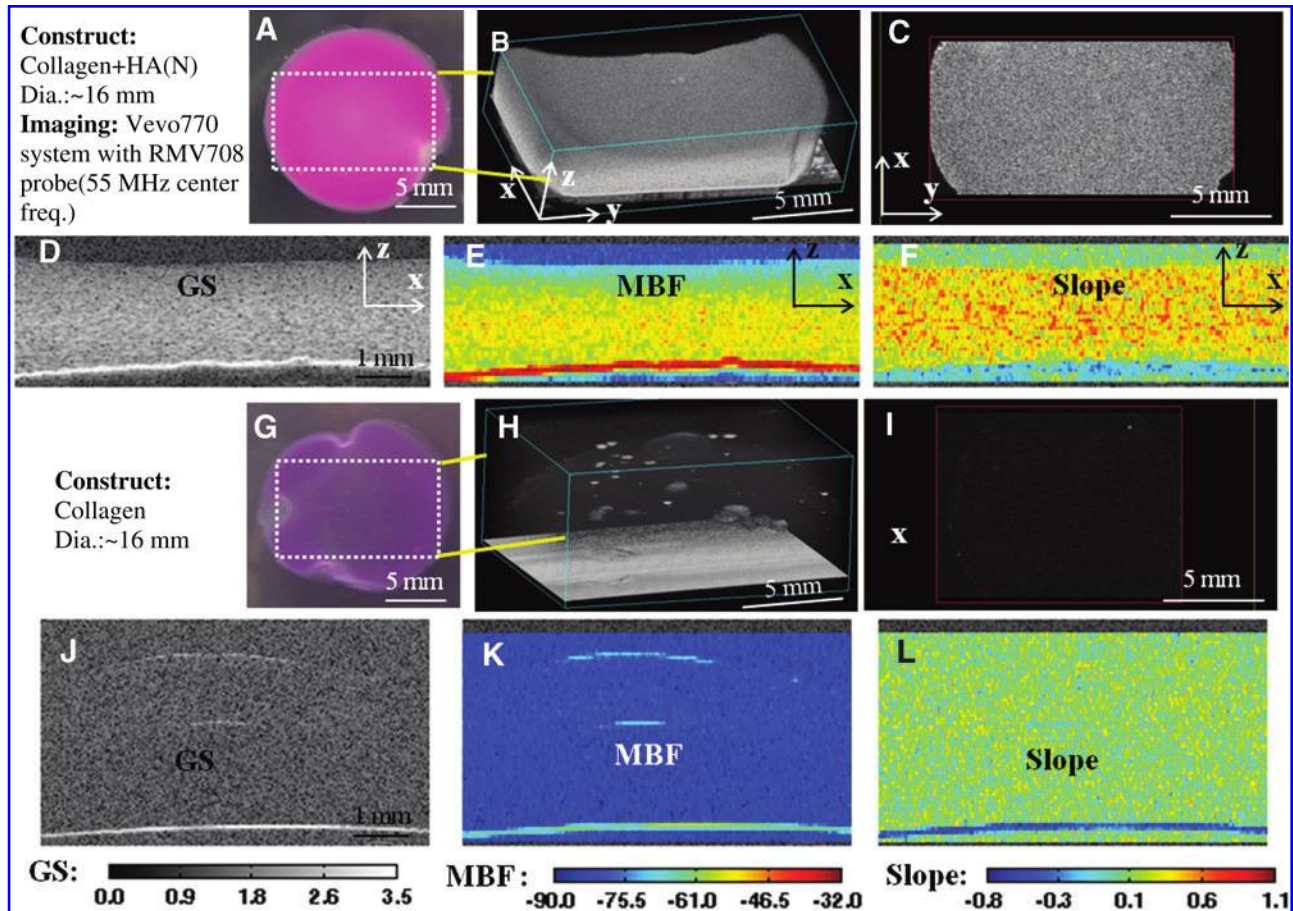 Construct:
Collagen+HA(N)
Dia.:~16 mm
Imaging: Vevo770
system with RMV708
probe(55 MHz center
freq.)
A
5 mm
B
x
z
y
5 mm
C
x
y
5 mm
D
GS
z
x
1 mm
E
MBF
z
x
F
Slope
z
x
Construct:
Collagen
Dia.:~16 mm
G
5 mm
H
5 mm
I
x
5 mm
J
GS
1 mm
K
MBF
L
Slope
GS:
0.0 0.9 1.8 2.6 3.5
MBF:
-90.0 -75.5 -61.0 -46.5 -32.0
Slope:
-0.8 -0.3 0.1 0.6 1.1